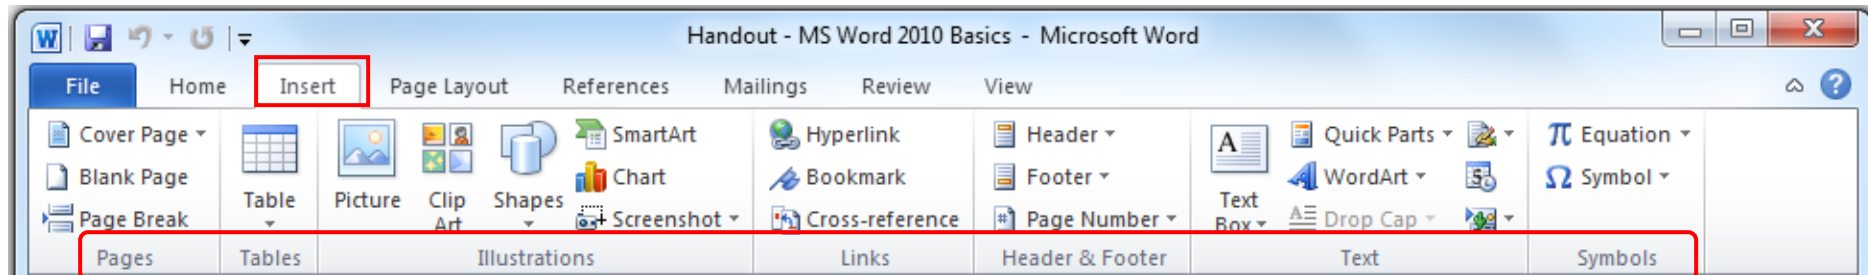 W
Handout - MS Word 2010 Basics - Microsoft Word
File Home Insert Page Layout References Mailings Review View
Cover Page SmartArt Hyperlink Header A Quick Parts π Equation
Blank Page Chart Bookmark Footer WordArt Ω Symbol
Table Picture Clip Art Shapes Text Box
Page Break Screenshot Cross-reference Page Number Drop Cap
Pages Tables Illustrations Links Header & Footer Text Symbols